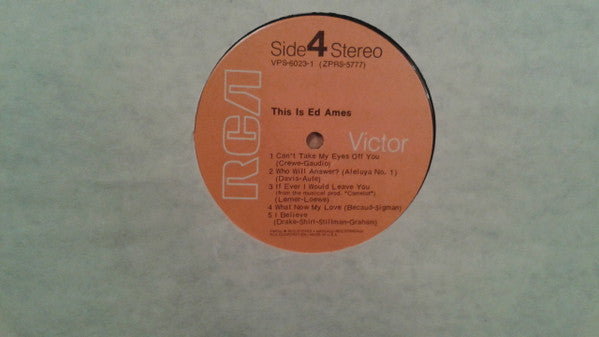 Side 4 Stereo
VPS-6023-1 (ZPRS-5777)
This Is Ed Ames
RCA Victor
1 Can't Take My Eyes Off You
(Crewe-Gaudio)
2 Who Will Answer? (Aleluya No. 1)
(Davis-Aute)
3 If Ever I Would Leave You
(from the musical prod. "Camelot")
(Lerner-Loewe)
4 What Now My Love (Becaud-Sigman)
5 I Believe
(Drake-Shirl-Stillman-Graham)